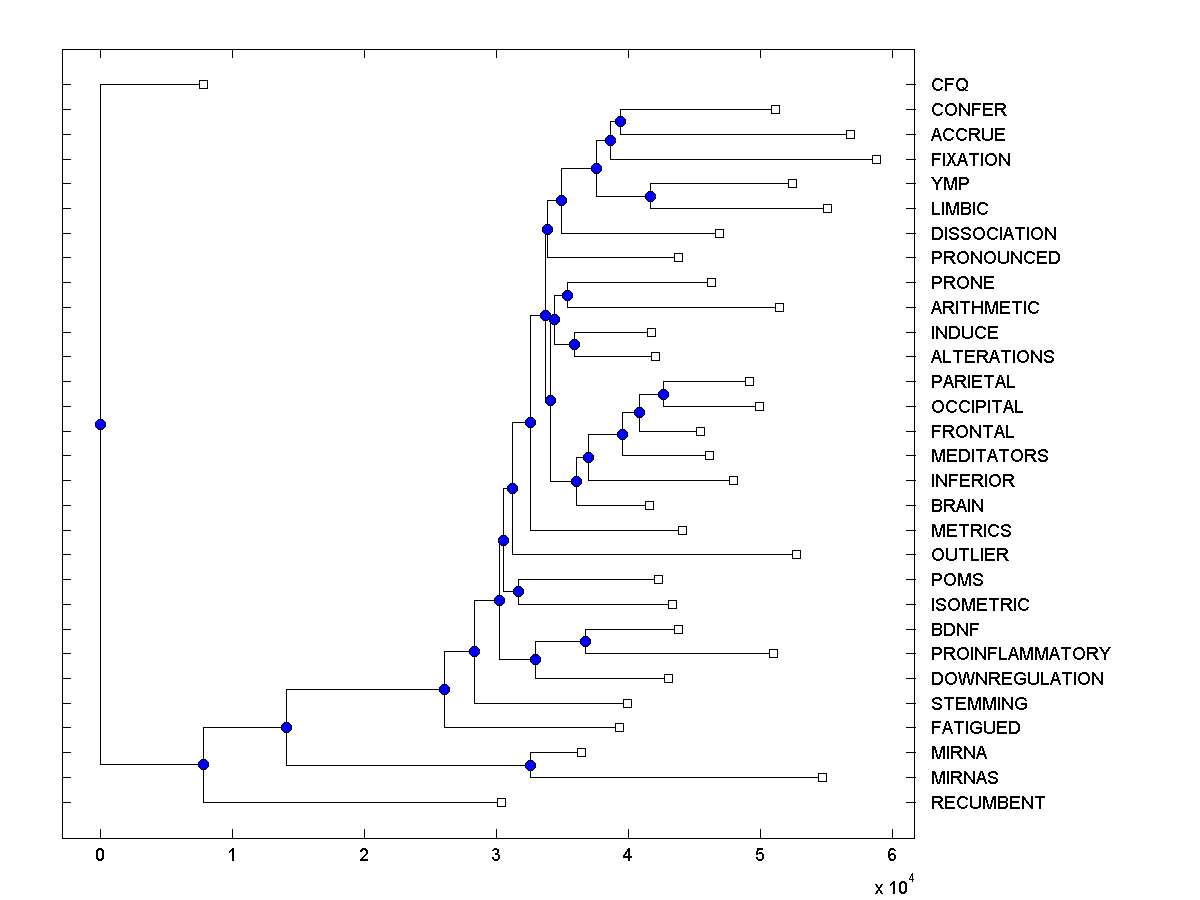 CFQ
CONFER
ACCRUE
FIXATION
YMP
LIMBIC
DISSOCIATION
PRONOUNCED
PRONE
ARITHMETIC
INDUCE
ALTERATIONS
PARIETAL
OCCIPITAL
FRONTAL
MEDITATORS
INFERIOR
BRAIN
METRICS
OUTLIER
POMS
ISOMETRIC
BDNF
PROINFLAMMATORY
DOWNREGULATION
STEMMING
FATIGUED
MIRNA
MIRNAS
RECUMBENT
0 1 2 3 4 5 6
x 10^4